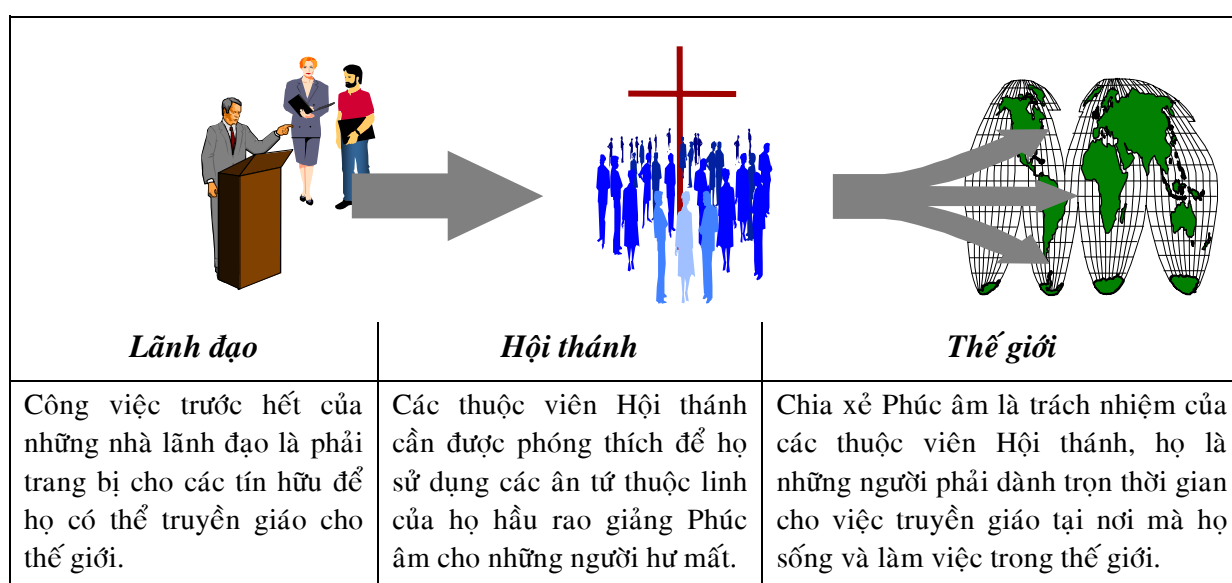 Lãnh đạo
Hội thánh
Thế giới
Công việc trước hết của
những nhà lãnh đạo là phải
trang bị cho các tín hữu để
họ có thể truyền giáo cho
thế giới.
Các thuộc viên Hội thánh
cần được phóng thích để họ
sử dụng các ân tứ thuộc linh
của họ hầu rao giảng Phúc
âm cho những người hư mất.
Chia xẻ Phúc âm là trách nhiệm của
các thuộc viên Hội thánh, họ là
những người phải dành trọn thời gian
cho việc truyền giáo tại nơi mà họ
sống và làm việc trong thế giới.